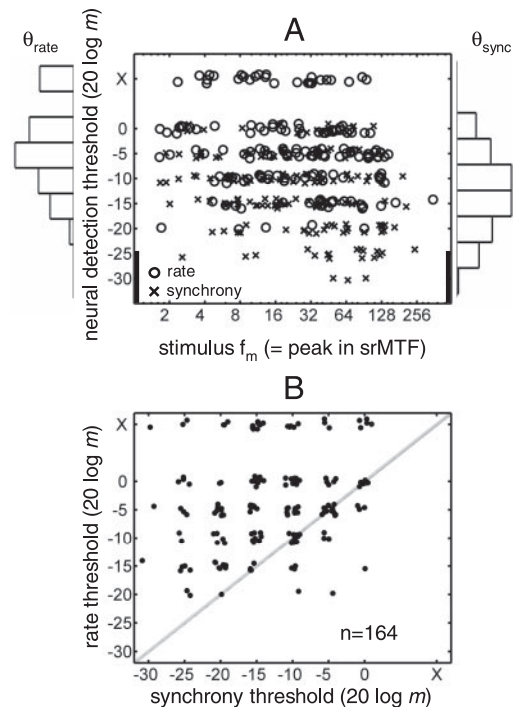 A
θrate
θsync
neural detection threshold (20 log m)
X
0
-5
-10
-15
-20
-25
-30
rate
synchrony
2 4 8 16 32 64 128 256
stimulus fm (= peak in srMTF)
B
rate threshold (20 log m)
X
0
-5
-10
-15
-20
-30
n=164
-30 -25 -20 -15 -10 -5 0 X
synchrony threshold (20 log m)